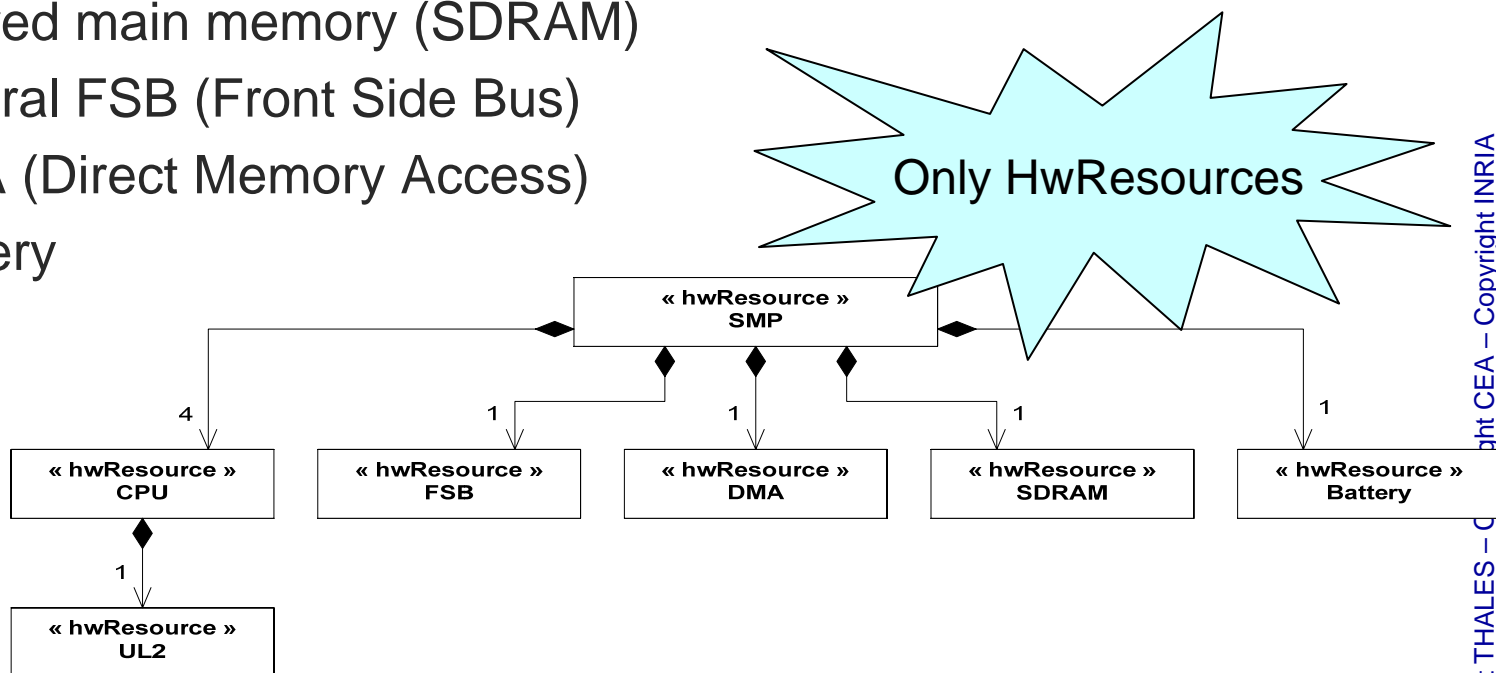 ed main memory (SDRAM)
ral FSB (Front Side Bus)
(Direct Memory Access)
ery
Only HwResources
« hwResource »
SMP
4
1
1
1
1
« hwResource »
CPU
« hwResource »
FSB
« hwResource »
DMA
« hwResource »
SDRAM
« hwResource »
Battery
1
« hwResource »
UL2
THALES – C
ght CEA – Copyright INRIA